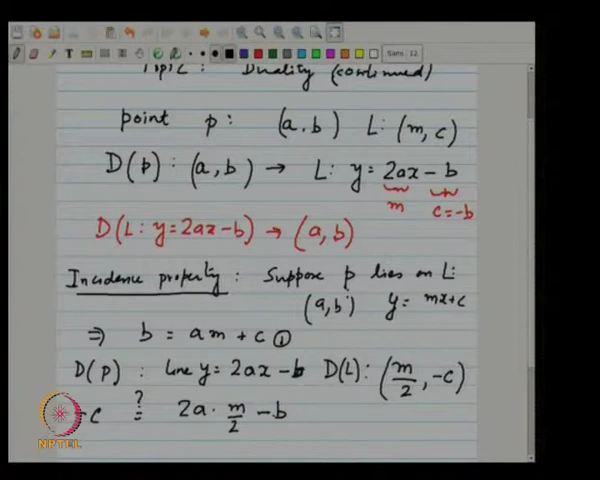 Topic : Duality (continued)
point p : (a, b) L: (m, c)
D(p) : (a, b) → L: y = 2ax - b
m c = -b
D(L: y = 2ax - b) → (a, b)
Incidence property : Suppose p lies on L:
(a, b) y = mx + c
⇒ b = am + c ①
D(p) : line y = 2ax - b D(L) : (m/2, -c)
-c ?= 2a · m/2 - b
NPTEL
Sans 12